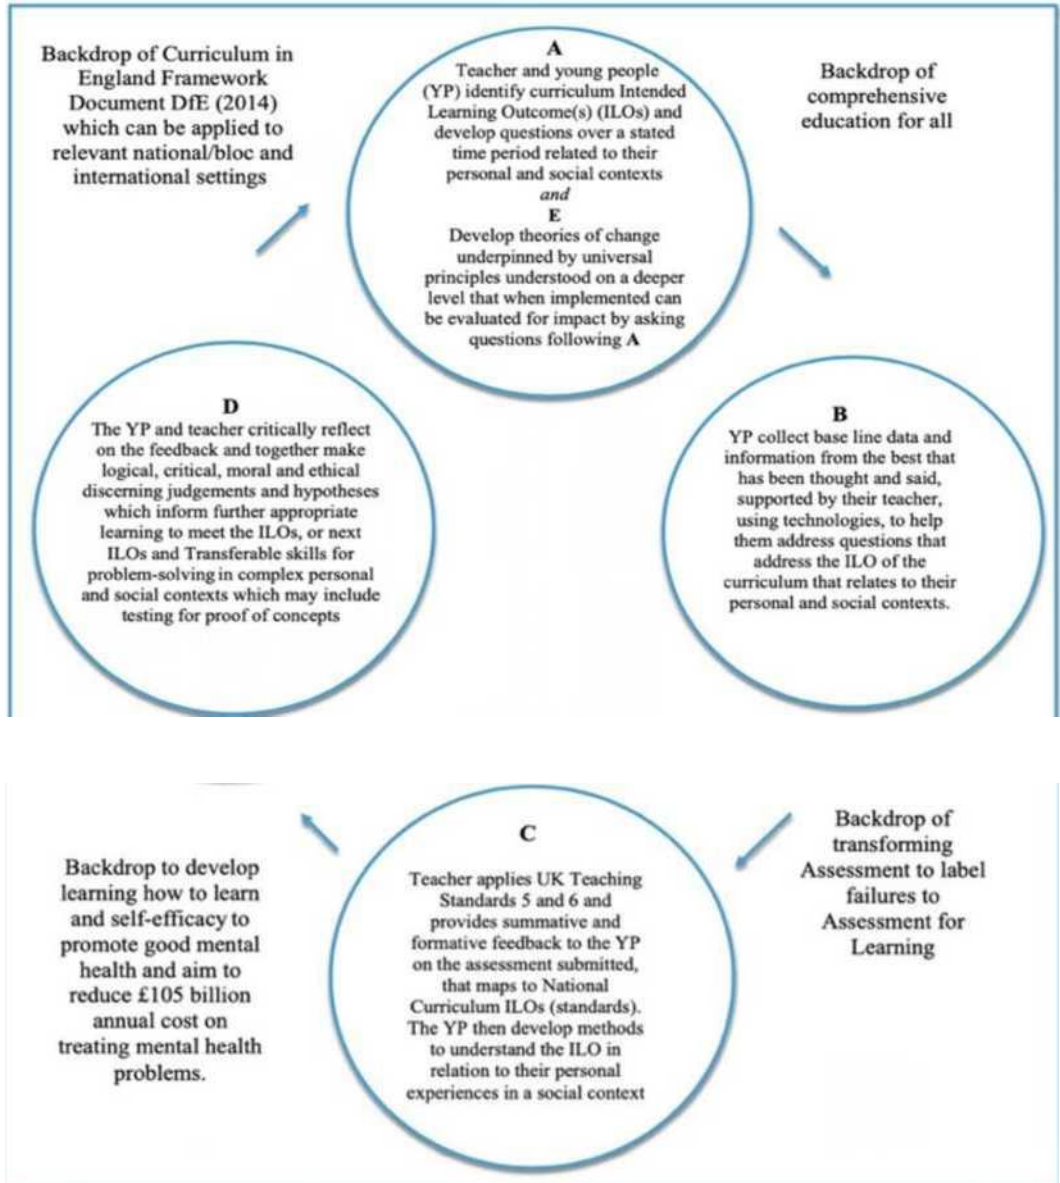 Backdrop of Curriculum in
England Framework
Document DfE (2014)
which can be applied to
relevant national/bloc and
international settings
A
Teacher and young people
(YP) identify curriculum Intended
Learning Outcome(s) (ILOs) and
develop questions over a stated
time period related to their
personal and social contexts
and
E
Develop theories of change
underpinned by universal
principles understood on a deeper
level that when implemented can
be evaluated for impact by asking
questions following A
Backdrop of
comprehensive
education for all
D
The YP and teacher critically reflect
on the feedback and together make
logical, critical, moral and ethical
discerning judgements and hypotheses
which inform further appropriate
learning to meet the ILOs, or next
ILOs and Transferable skills for
problem-solving in complex personal
and social contexts which may include
testing for proof of concepts
B
YP collect base line data and
information from the best that
has been thought and said,
supported by their teacher,
using technologies, to help
them address questions that
address the ILO of the
curriculum that relates to their
personal and social contexts.
Backdrop to develop
learning how to learn
and self-efficacy to
promote good mental
health and aim to
reduce £105 billion
annual cost on
treating mental health
problems.
C
Teacher applies UK Teaching
Standards 5 and 6 and
provides summative and
formative feedback to the YP
on the assessment submitted,
that maps to National
Curriculum ILOs (standards).
The YP then develop methods
to understand the ILO in
relation to their personal
experiences in a social context
Backdrop of
transforming
Assessment to label
failures to
Assessment for
Learning